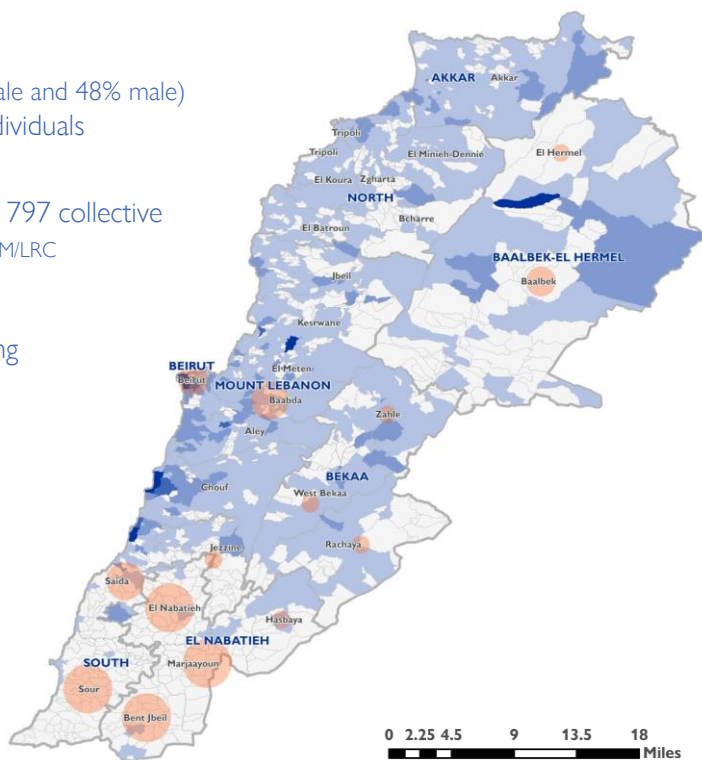 ale and 48% male)
dividuals
797 collective
M/LRC
ng
AKKAR
Akkar
Tripoli
Tripoli
El Minieh-Dennié
El Hermel
El Koura
Zgharta
NORTH
Bcharre
El Batroun
BAALBEK-EL HERMEL
Baalbek
Jbeil
Kesrwane
El Meten
BEIRUT
Beirut
MOUNT LEBANON
Baabda
Zahle
Aley
BEKAA
Chouf
West Bekaa
Rachaya
Jezzine
Saida
El Nabatieh
Hasbaya
EL NABATIEH
SOUTH
Marjaayoun
Sour
Bent Jbeil
0 2.25 4.5 9 13.5 18
Miles